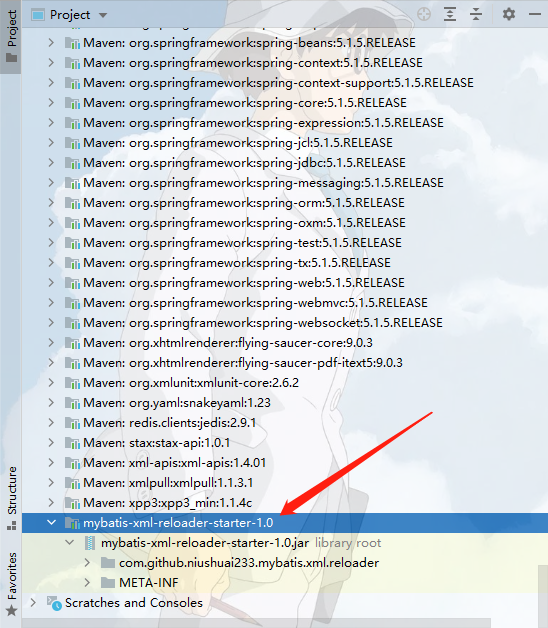 Project
Project
Maven: org.springframework:spring-beans:5.1.5.RELEASE
Maven: org.springframework:spring-context:5.1.5.RELEASE
Maven: org.springframework:spring-context-support:5.1.5.RELEASE
Maven: org.springframework:spring-core:5.1.5.RELEASE
Maven: org.springframework:spring-expression:5.1.5.RELEASE
Maven: org.springframework:spring-jcl:5.1.5.RELEASE
Maven: org.springframework:spring-jdbc:5.1.5.RELEASE
Maven: org.springframework:spring-messaging:5.1.5.RELEASE
Maven: org.springframework:spring-orm:5.1.5.RELEASE
Maven: org.springframework:spring-oxm:5.1.5.RELEASE
Maven: org.springframework:spring-test:5.1.5.RELEASE
Maven: org.springframework:spring-tx:5.1.5.RELEASE
Maven: org.springframework:spring-web:5.1.5.RELEASE
Maven: org.springframework:spring-webmvc:5.1.5.RELEASE
Maven: org.springframework:spring-websocket:5.1.5.RELEASE
Maven: org.xhtmlrenderer:flying-saucer-core:9.0.3
Maven: org.xhtmlrenderer:flying-saucer-pdf-itext5:9.0.3
Maven: org.xmlunit:xmlunit-core:2.6.2
Maven: org.yaml:snakeyaml:1.23
Maven: redis.clients:jedis:2.9.1
Maven: stax:stax-api:1.0.1
Maven: xml-apis:xml-apis:1.4.01
Maven: xmlpull:xmlpull:1.1.3.1
Maven: xpp3:xpp3_min:1.1.4c
mybatis-xml-reloader-starter-1.0
mybatis-xml-reloader-starter-1.0.jar library root
com.github.niushuai233.mybatis.xml.reloader
META-INF
Scratches and Consoles
Structure
Favorites